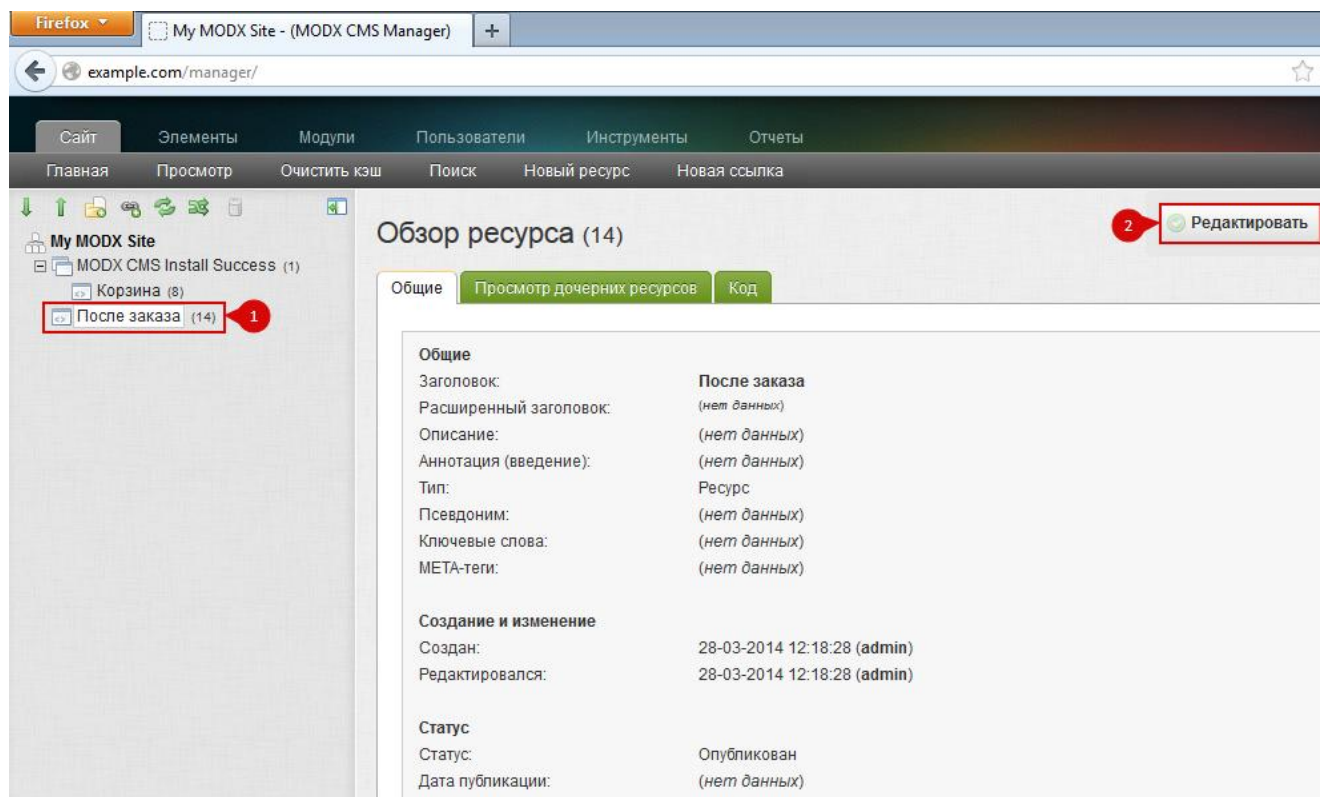 Firefox
My MODX Site - (MODX CMS Manager)
example.com/manager/
Сайт Элементы Модули Пользователи Инструменты Отчеты
Главная Просмотр Очистить кэш Поиск Новый ресурс Новая ссылка
My MODX Site
MODX CMS Install Success (1)
Корзина (8)
После заказа (14) 1
Обзор ресурса (14)
2 Редактировать
Общие Просмотр дочерних ресурсов Код
Общие
Заголовок: После заказа
Расширенный заголовок: (нет данных)
Описание: (нет данных)
Аннотация (введение): (нет данных)
Тип: Ресурс
Псевдоним: (нет данных)
Ключевые слова: (нет данных)
META-теги: (нет данных)
Создание и изменение
Создан: 28-03-2014 12:18:28 (admin)
Редактировался: 28-03-2014 12:18:28 (admin)
Статус
Статус: Опубликован
Дата публикации: (нет данных)